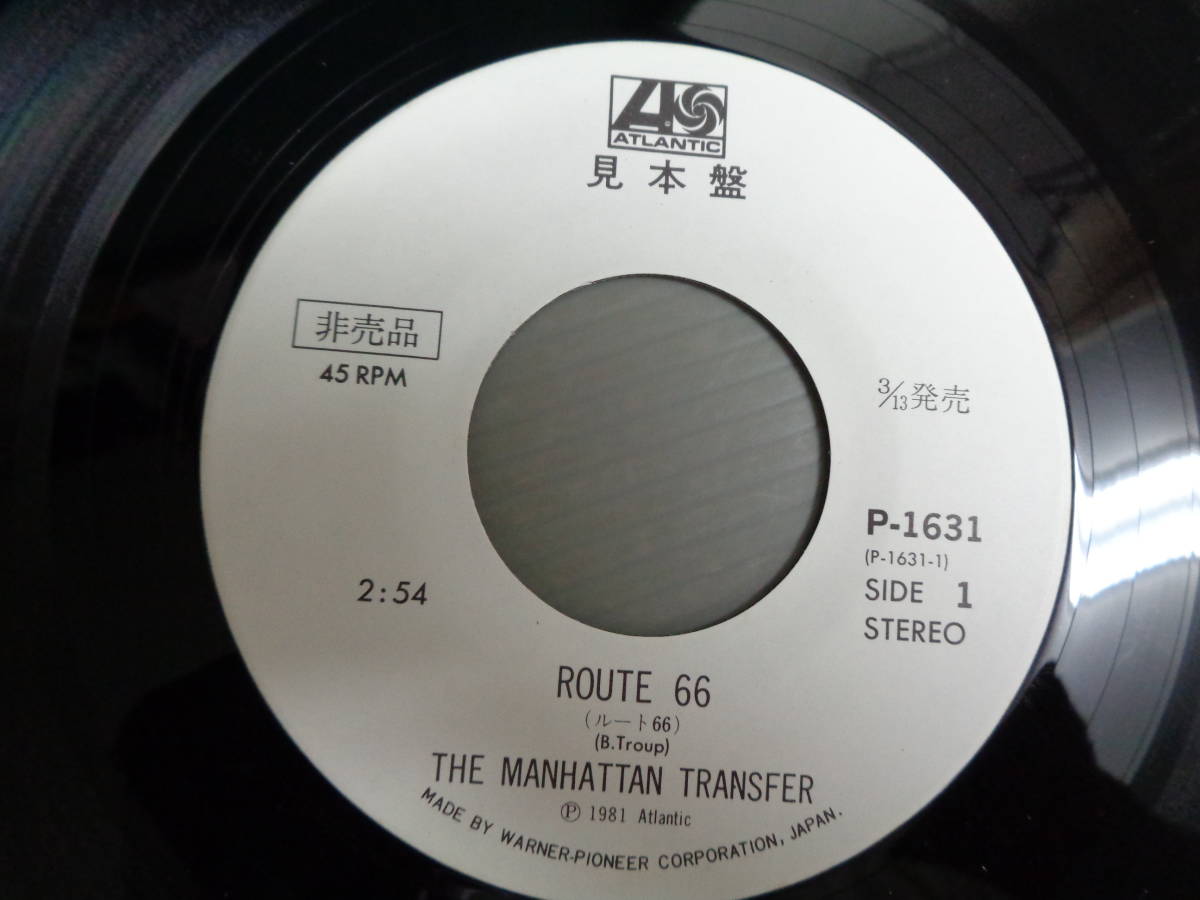 ATLANTIC
見本盤
非売品
45 RPM
3/13発売
P-1631
(P-1631-1)
SIDE 1
STEREO
2:54
ROUTE 66
(ルート66)
(B.Troup)
THE MANHATTAN TRANSFER
Ⓟ 1981 Atlantic
MADE BY WARNER-PIONEER CORPORATION, JAPAN.